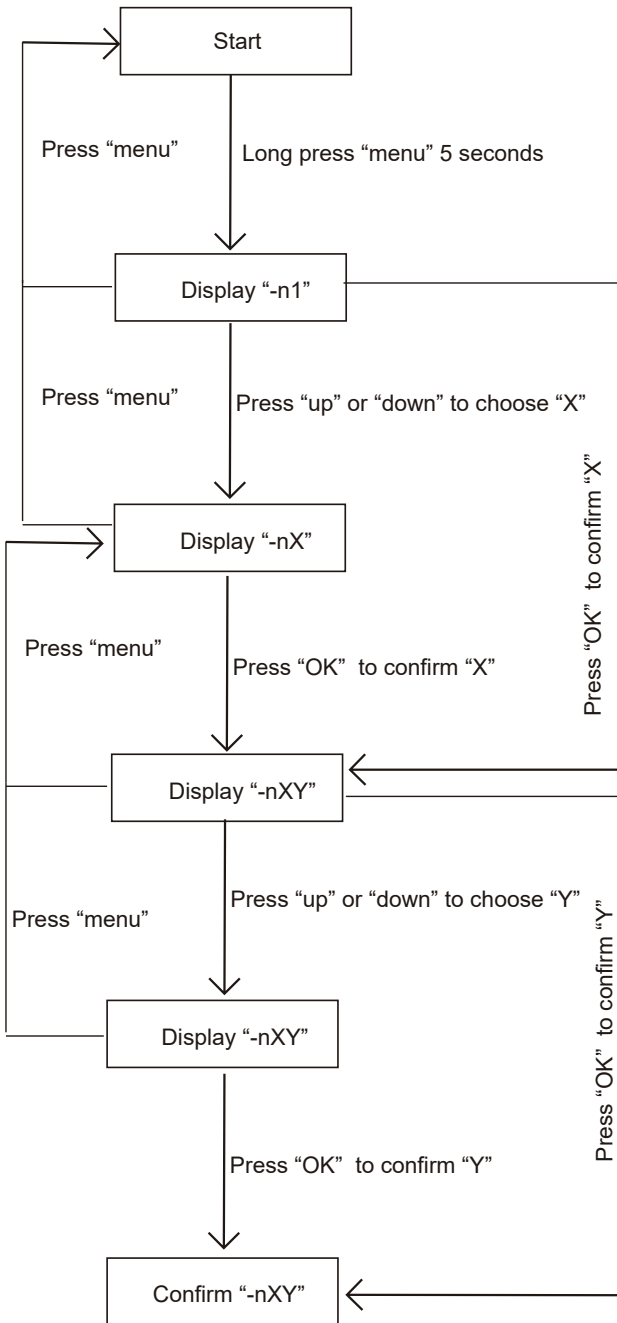 Start
Press “menu”
Long press “menu” 5 seconds
Display “-n1”
Press “menu”
Press “up” or “down” to choose “X”
Press “OK”  to confirm “X”
Display “-nX”
Press “menu”
Press “OK”  to confirm “X”
Display “-nXY”
Press “menu”
Press “up” or “down” to choose “Y”
Press “OK”  to confirm “Y”
Display “-nXY”
Press “OK”  to confirm “Y”
Confirm “-nXY”